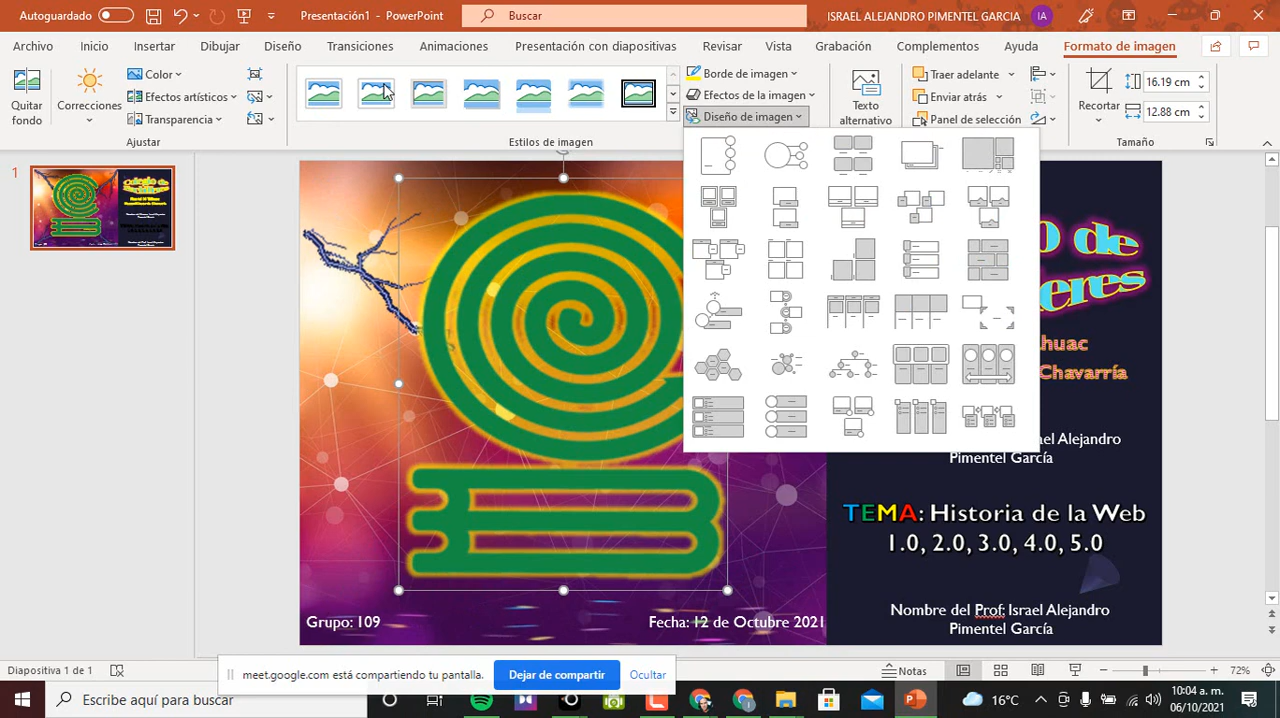 Autoguardado
Presentación1 - PowerPoint
Buscar
ISRAEL ALEJANDRO PIMENTEL GARCIA
IA
Archivo Inicio Insertar Dibujar Diseño Transiciones Animaciones Presentación con diapositivas Revisar Vista Grabación Complementos Ayuda Formato de imagen
Quitar fondo
Correcciones
Color
Efectos artísticos
Transparencia
Ajustar
Estilos de imagen
Borde de imagen
Efectos de la imagen
Diseño de imagen
Texto alternativo
Traer adelante
Enviar atrás
Panel de selección
Recortar
16.19 cm
12.88 cm
Tamaño
1
o de
eres
huac
Chavarría
rael Alejandro
Pimentel García
TEMA: Historia de la Web
1.0, 2.0, 3.0, 4.0, 5.0
Nombre del Prof: Israel Alejandro
Pimentel García
Grupo: 109
Fecha: 12 de Octubre 2021
Diapositiva 1 de 1
Notas
72%
meet.google.com está compartiendo tu pantalla.
Dejar de compartir
Ocultar
Escribe aquí para buscar
16°C
10:04 a. m.
06/10/2021